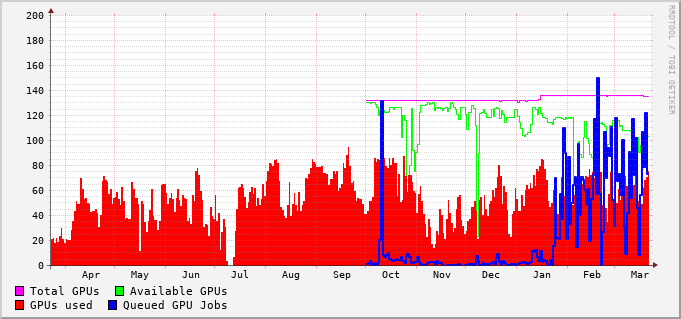 200
180
160
140
120
100
80
60
40
20
0
Apr May Jun Jul Aug Sep Oct Nov Dec Jan Feb Mar
Total GPUs Available GPUs
GPUs used Queued GPU Jobs
RRDTOOL / TOBI OETIKER